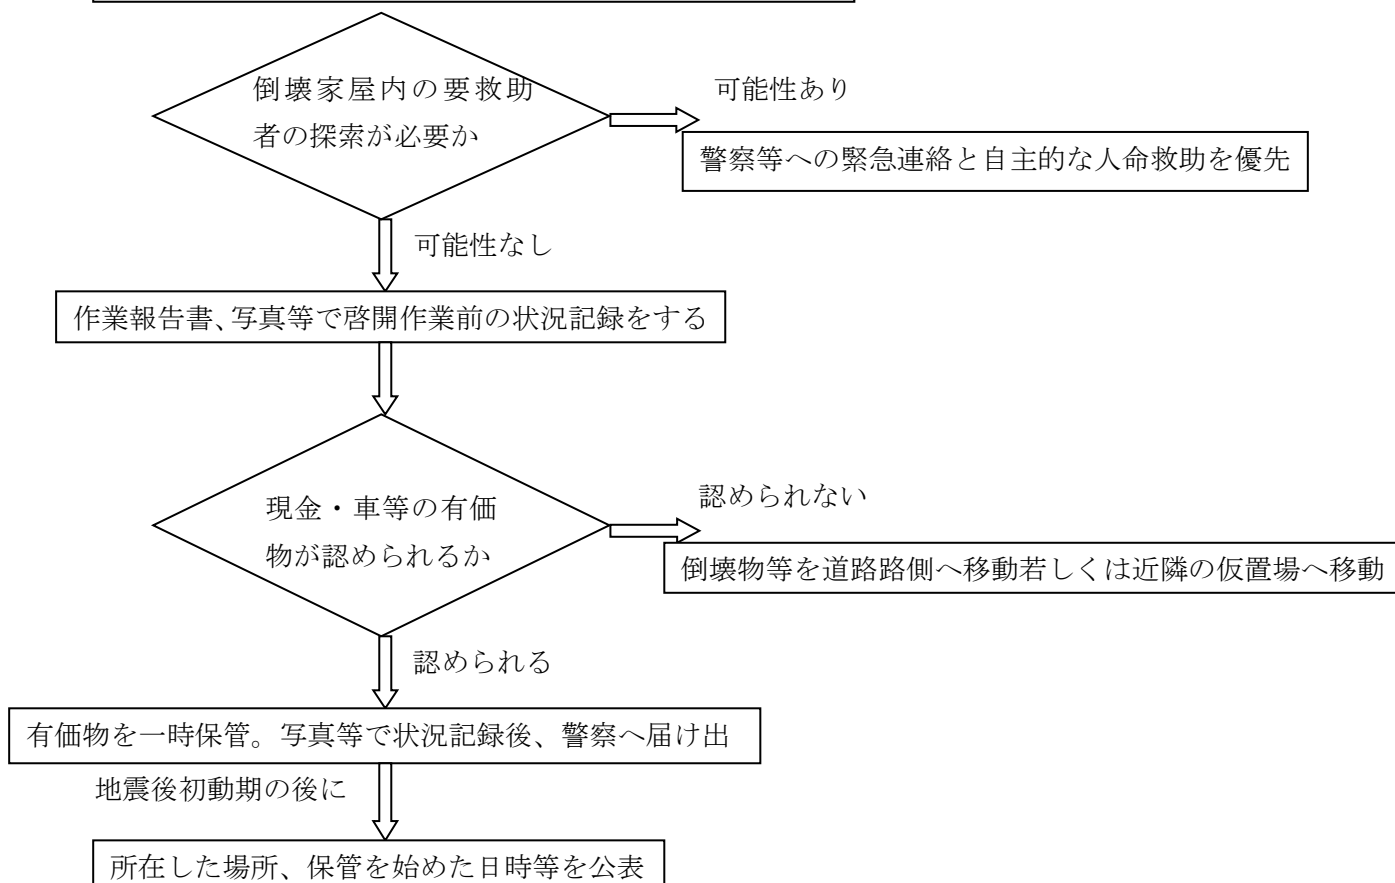 倒壊家屋内の要救助
者の探索が必要か
可能性あり
警察等への緊急連絡と自主的な人命救助を優先
可能性なし
作業報告書、写真等で啓開作業前の状況記録をする
現金・車等の有価
物が認められるか
認められない
倒壊物等を道路路側へ移動若しくは近隣の仮置場へ移動
認められる
有価物を一時保管。写真等で状況記録後、警察へ届け出
地震後初動期の後に
所在した場所、保管を始めた日時等を公表